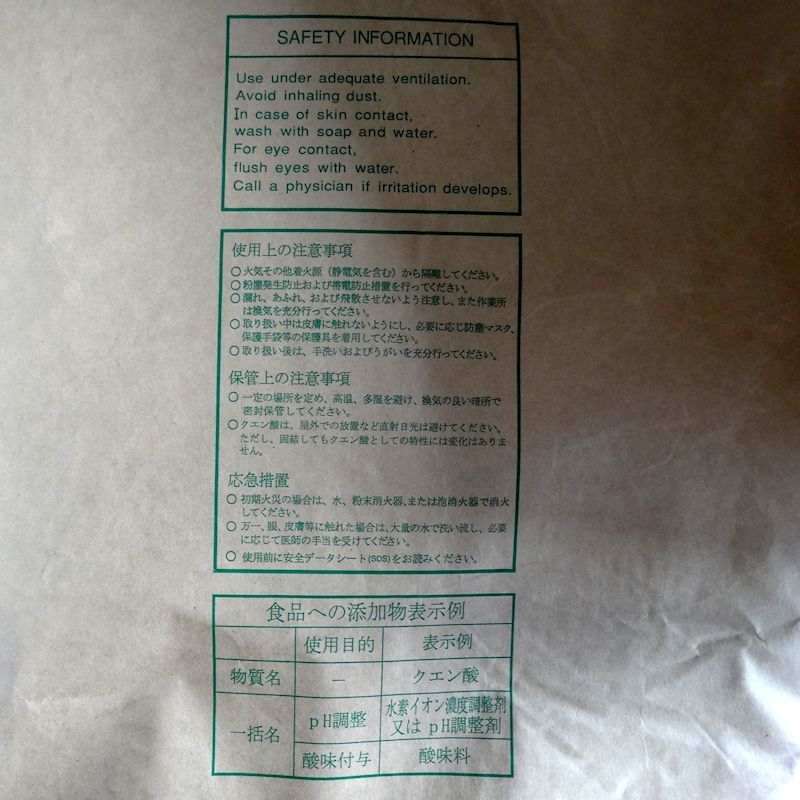 SAFETY INFORMATION
Use under adequate ventilation.
Avoid inhaling dust.
In case of skin contact,
wash with soap and water.
For eye contact,
flush eyes with water.
Call a physician if irritation develops.
使用上の注意事項
○火気その他着火源（静電気を含む）から隔離してください。
○粉塵発生防止および帯電防止措置を行ってください。
○漏れ、あふれ、および飛散させないよう注意し、また作業所
は換気を充分行ってください。
○取り扱い中は皮膚に触れないようにし、必要に応じ防塵マスク、
保護手袋等の保護具を着用してください。
○取り扱い後は、手洗いおよびうがいを充分行ってください。
保管上の注意事項
○一定の場所を定め、高温、多湿を避け、換気の良い暗所で
密封保管してください。
○クエン酸は、屋外での放置など直射日光は避けてください。
ただし、固結してもクエン酸としての特性には変化はありま
せん。
応急措置
○初期火災の場合は、水、粉末消火器、または泡消火器で消火
してください。
○万一、眼、皮膚等に触れた場合は、大量の水で洗い流し、必要
に応じて医師の手当を受けてください。
○使用前に安全データシート(SDS)をお読みください。
食品への添加物表示例
使用目的 表示例
物質名 － クエン酸
一括名 pH調整 水素イオン濃度調整剤
又は pH調整剤
酸味付与 酸味料